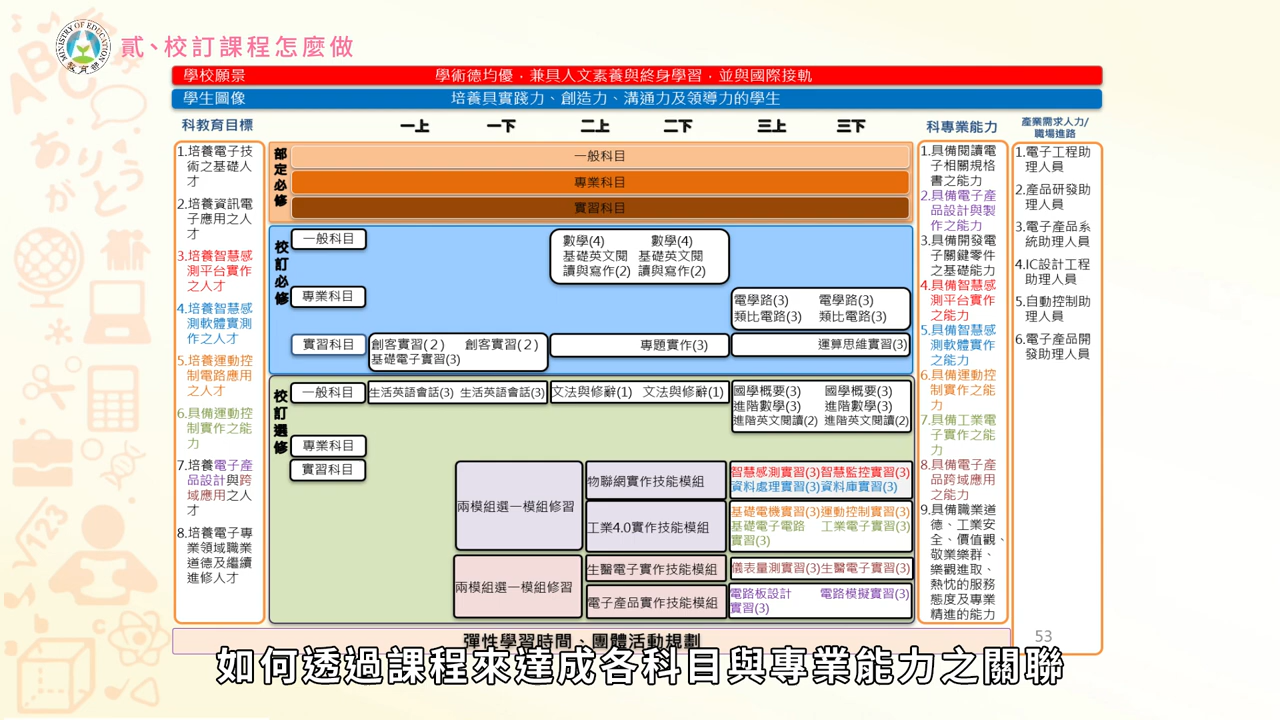 MINISTRY OF EDUCATION
教育部
貳、校訂課程怎麼做
學校願景
學術德均優，兼具人文素養與終身學習，並與國際接軌
學生圖像
培養具實踐力、創造力、溝通力及領導力的學生
科教育目標
一上
一下
二上
二下
三上
三下
科專業能力
產業需求人力/
職場進路
1.培養電子技
術之基礎人
才
2.培養資訊電
子應用之人
才
3.培養智慧感
測平台實作
之人才
4.培養智慧感
測軟體實測
作之人才
5.培養運動控
制電路應用
之人才
6.具備運動控
制實作之能
力
7.培養電子產
品設計與跨
域應用之人
才
8.培養電子專
業領域職業
道德及繼續
進修人才
部定必修
一般科目
專業科目
實習科目
校訂必修
一般科目
數學(4)
數學(4)
基礎英文閱
讀與寫作(2)
基礎英文閱
讀與寫作(2)
專業科目
電學路(3)
電學路(3)
類比電路(3)
類比電路(3)
實習科目
創客實習(2)
創客實習(2)
基礎電子實習(3)
專題實作(3)
運算思維實習(3)
校訂選修
一般科目
生活英語會話(3)
生活英語會話(3)
文法與修辭(1)
文法與修辭(1)
國學概要(3)
國學概要(3)
進階數學(3)
進階數學(3)
進階英文閱讀(2)
進階英文閱讀(2)
專業科目
實習科目
兩模組選一模組修習
物聯網實作技能模組
智慧感測實習(3)智慧監控實習(3)
資料處理實習(3)資料庫實習(3)
工業4.0實作技能模組
基礎電機實習(3)運動控制實習(3)
基礎電子電路
實習(3)
工業電子實習(3)
兩模組選一模組修習
生醫電子實作技能模組
儀表量測實習(3)生醫電子實習(3)
電子產品實作技能模組
電路板設計
實習(3)
電路模擬實習(3)
1.具備閱讀電
子相關規格
書之能力
2.具備電子產
品設計與製
作之能力
3.具備開發電
子關鍵零件
之基礎能力
4.具備智慧感
測平台實作
之能力
5.具備智慧感
測軟體實作
之能力
6.具備運動控
制實作之能
力
7.具備工業電
子實作之能
力
8.具備電子產
品跨域應用
之能力
9.具備職業道
德、工業安
全、價值觀、
敬業樂群、
樂觀進取、
熱忱的服務
態度及專業
精進的能力
1.電子工程助
理人員
2.產品研發助
理人員
3.電子產品系
統助理人員
4.IC設計工程
助理人員
5.自動控制助
理人員
6.電子產品開
發助理人員
彈性學習時間、團體活動規劃
53
如何透過課程來達成各科目與專業能力之關聯